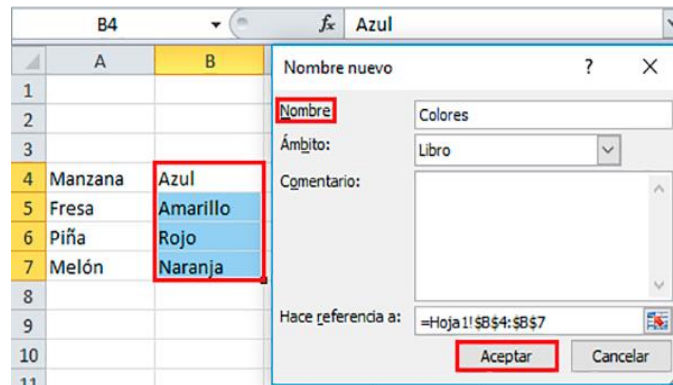 B4 fx Azul
A B
1
2
3
4 Manzana Azul
5 Fresa Amarillo
6 Piña Rojo
7 Melón Naranja
8
9
10
11
Nombre nuevo ? X
Nombre Colores
Ámbito: Libro
Comentario:
Hace referencia a: =Hoja1!$B$4:$B$7
Aceptar Cancelar